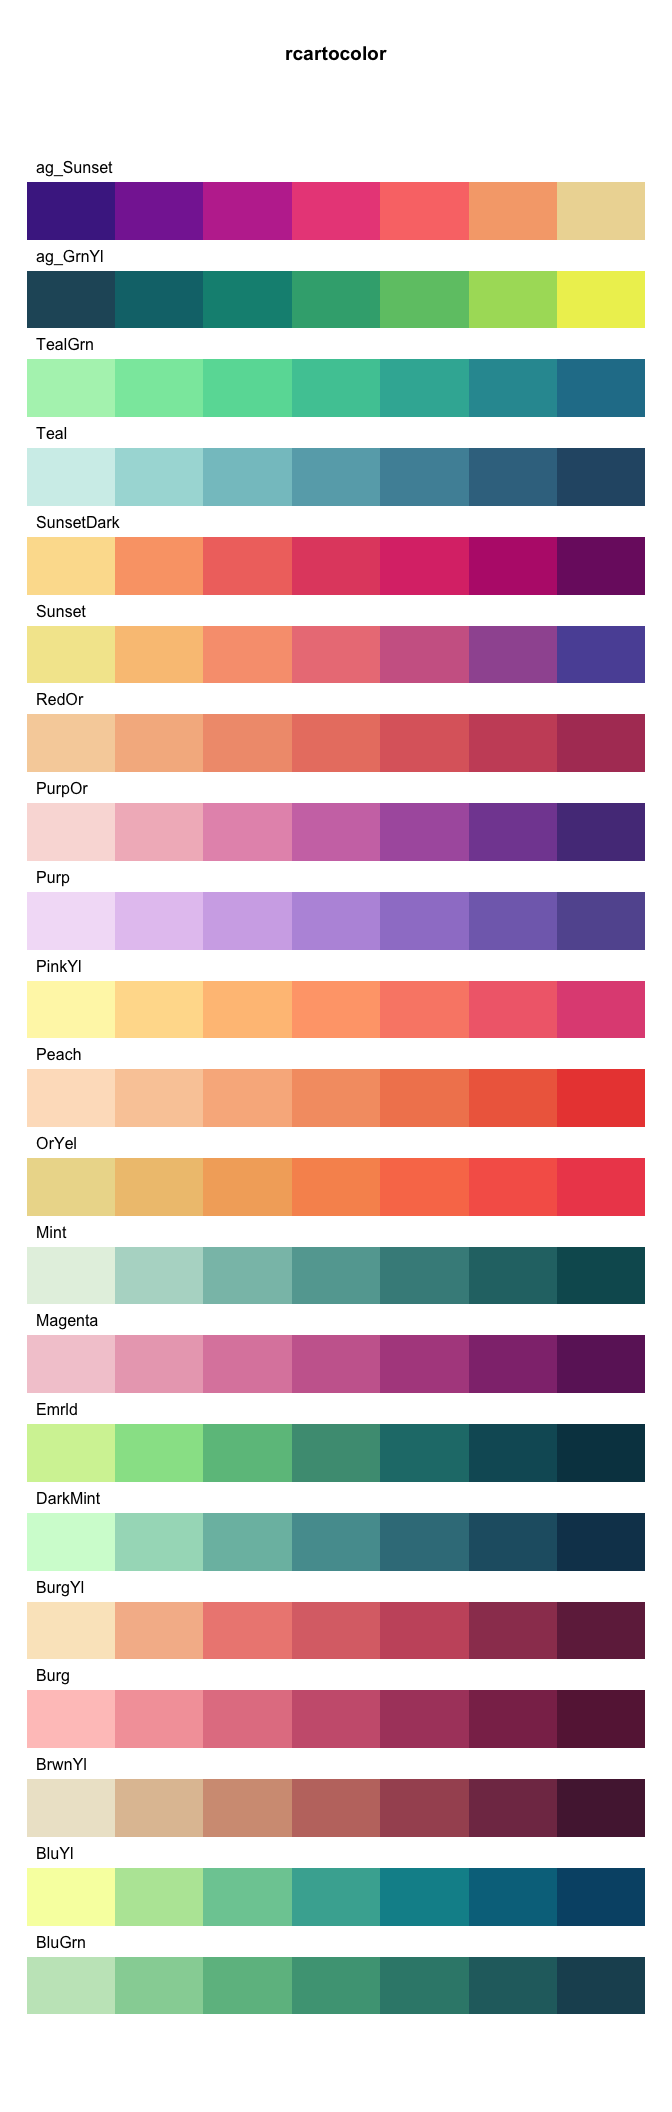 rcartocolor
ag_Sunset
ag_GrnYl
TealGrn
Teal
SunsetDark
Sunset
RedOr
PurpOr
Purp
PinkYl
Peach
OrYel
Mint
Magenta
Emrld
DarkMint
BurgYl
Burg
BrwnYl
BluYl
BluGrn